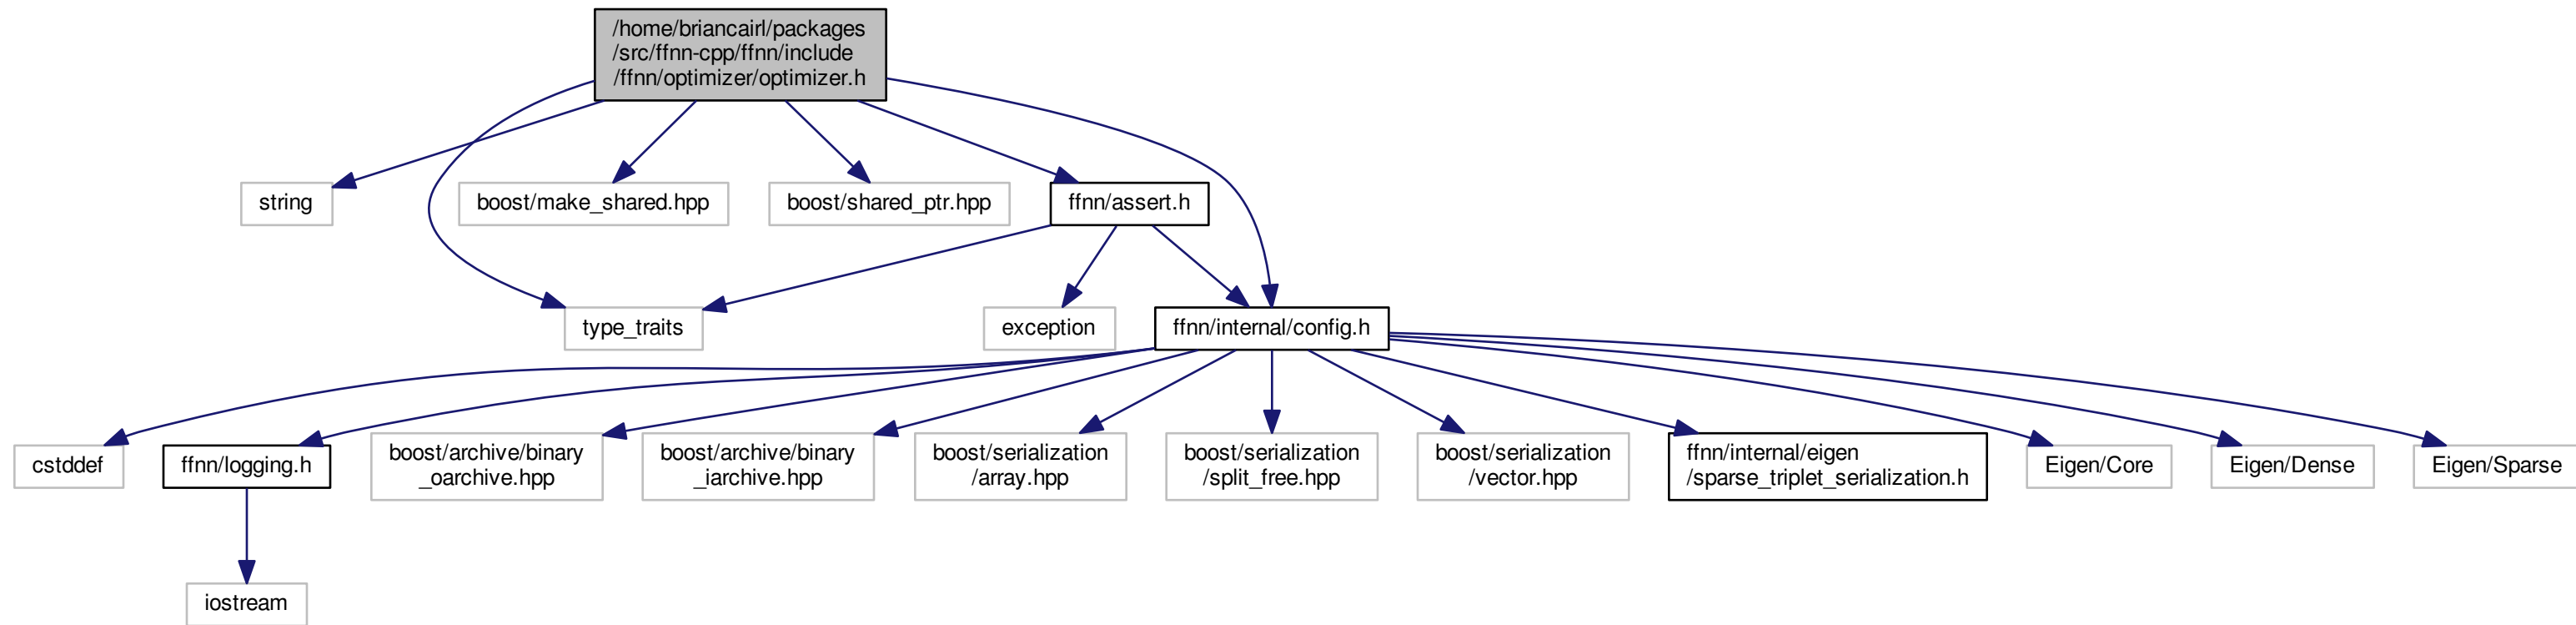 /home/briancairl/packages
/src/ffnn-cpp/ffnn/include
/ffnn/optimizer/optimizer.h
string
boost/make_shared.hpp
boost/shared_ptr.hpp
ffnn/assert.h
type_traits
exception
ffnn/internal/config.h
cstddef
ffnn/logging.h
boost/archive/binary
_oarchive.hpp
boost/archive/binary
_iarchive.hpp
boost/serialization
/array.hpp
boost/serialization
/split_free.hpp
boost/serialization
/vector.hpp
ffnn/internal/eigen
/sparse_triplet_serialization.h
Eigen/Core
Eigen/Dense
Eigen/Sparse
iostream